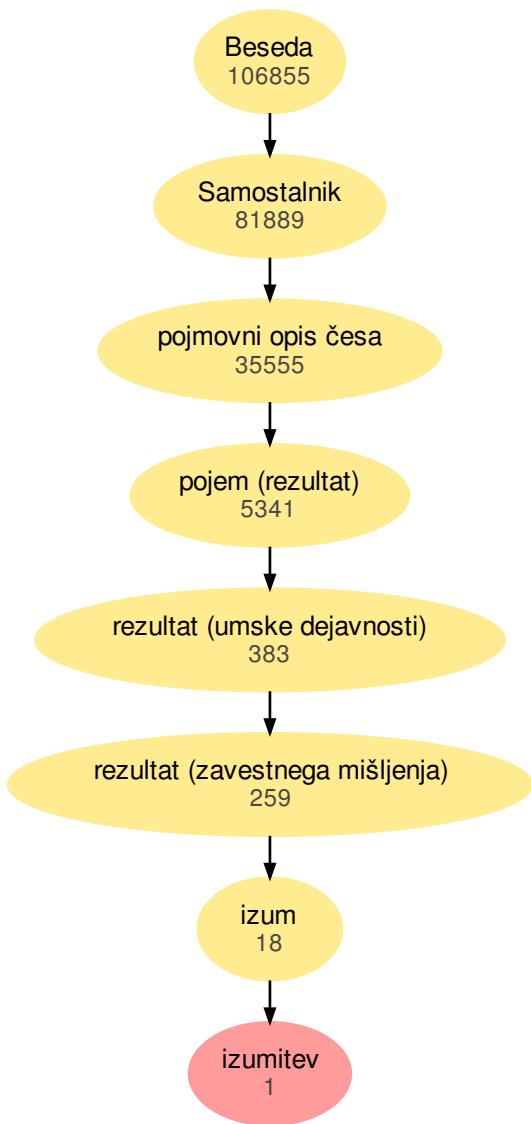 Beseda
106855
Samostalnik
81889
pojmovni opis česa
35555
pojem (rezultat)
5341
rezultat (umske dejavnosti)
383
rezultat (zavestnega mišljenja)
259
izum
18
izumitev
1